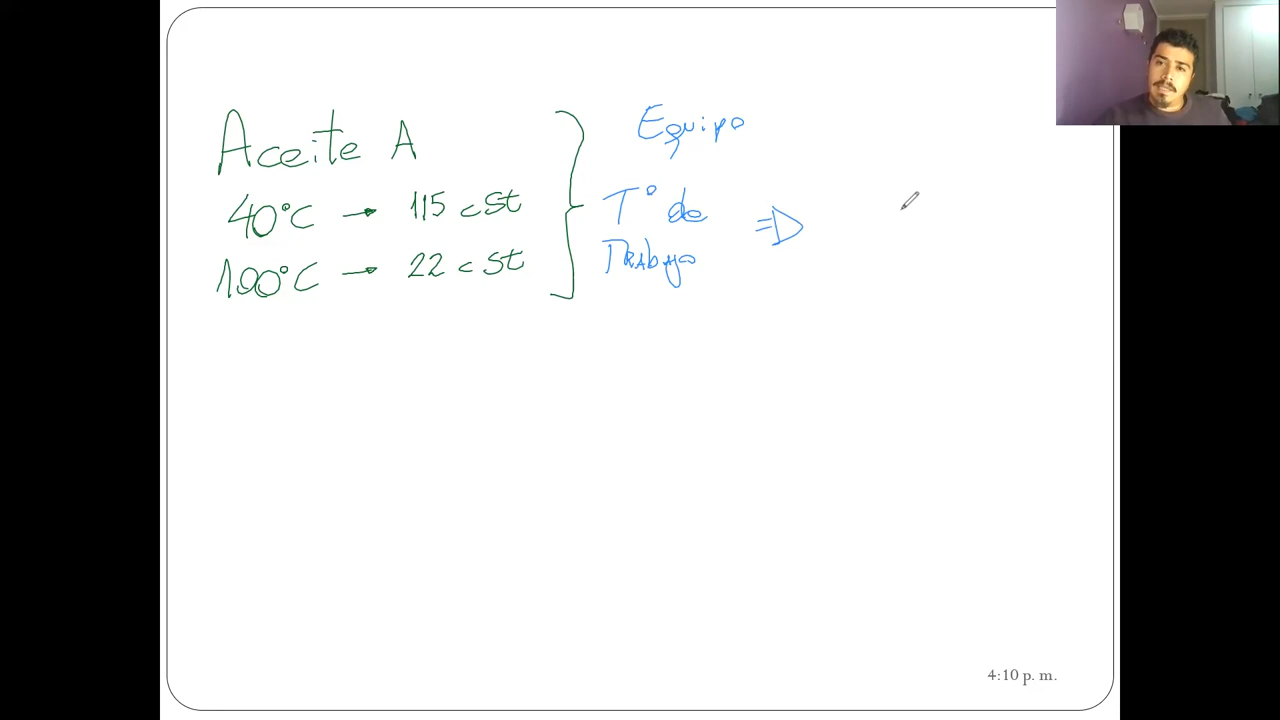 Aceite A
40°C → 115 cSt
100°C → 22 cSt
Equipo
T° de
Trabajo ⇒
4:10 p. m.